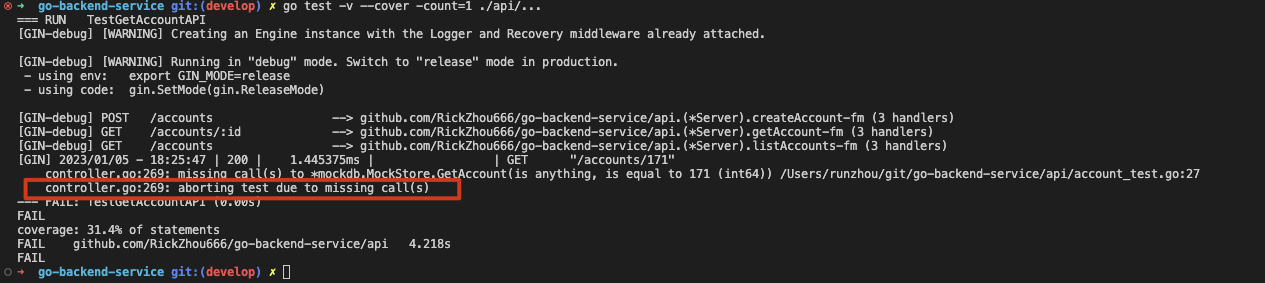 → go-backend-service git:(develop) ✗ go test -v --cover -count=1 ./api/...
=== RUN   TestGetAccountAPI
[GIN-debug] [WARNING] Creating an Engine instance with the Logger and Recovery middleware already attached.
[GIN-debug] [WARNING] Running in "debug" mode. Switch to "release" mode in production.
- using env:   export GIN_MODE=release
- using code:  gin.SetMode(gin.ReleaseMode)
[GIN-debug] POST   /accounts                 --> github.com/RickZhou666/go-backend-service/api.(*Server).createAccount-fm (3 handlers)
[GIN-debug] GET    /accounts/:id             --> github.com/RickZhou666/go-backend-service/api.(*Server).getAccount-fm (3 handlers)
[GIN-debug] GET    /accounts                 --> github.com/RickZhou666/go-backend-service/api.(*Server).listAccounts-fm (3 handlers)
[GIN] 2023/01/05 - 18:25:47 | 200 |    1.445375ms |                 | GET      "/accounts/171"
controller.go:269: missing call(s) to *mockdb.MockStore.GetAccount(is anything, is equal to 171 (int64)) /Users/runzhou/git/go-backend-service/api/account_test.go:27
controller.go:269: aborting test due to missing call(s)
--- FAIL: TestGetAccountAPI (0.00s)
FAIL
coverage: 31.4% of statements
FAIL    github.com/RickZhou666/go-backend-service/api   4.218s
FAIL
→ go-backend-service git:(develop) ✗